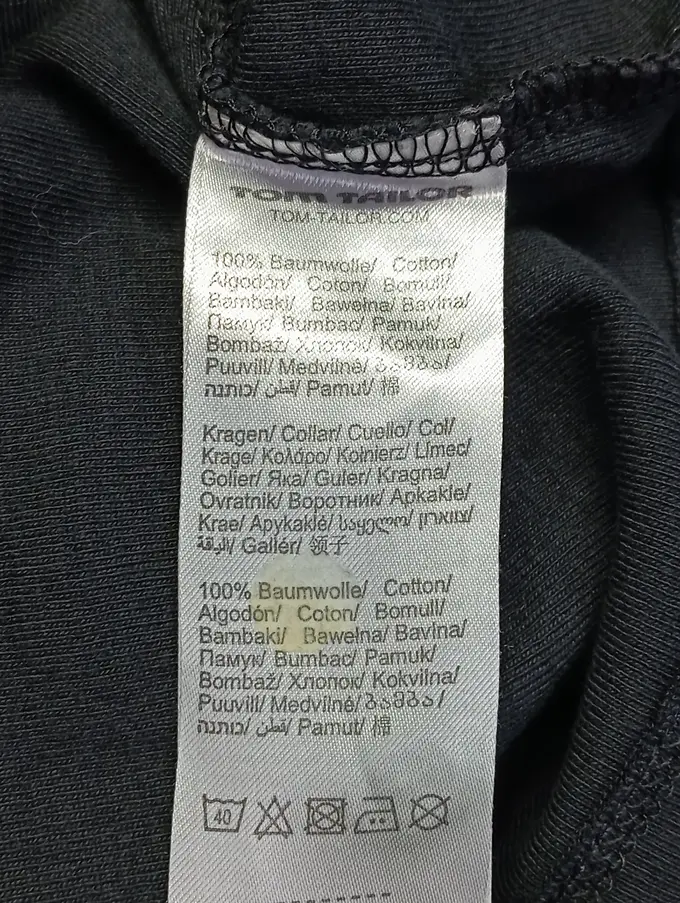 TOM TAILOR
TOM-TAILOR.COM
100% Baumwolle/ Cotton/
Algodón/ Coton/ Bomull/
Bambaki/ Bawełna/ Bavlna/
Памук/ Bumbac/ Pamuk/
Bombaž/ Хлопок/ Kokvilna/
Puuvill/ Medvilnė/ ბამბა/
כותנה/ قطن/ Pamut/ 棉
Kragen/ Collar/ Cuello/ Col/
Krage/ Κολάρο/ Kołnierz/ Límec/
Golier/ Яка/ Guler/ Kragna/
Ovratnik/ Воротник/ Apkakle/
Krae/ Apykaklė/ საყელო/ צווארון/
الياقة/ Gallér/ 领子
100% Baumwolle/ Cotton/
Algodón/ Coton/ Bomull/
Bambaki/ Bawełna/ Bavlna/
Памук/ Bumbac/ Pamuk/
Bombaž/ Хлопок/ Kokvilna/
Puuvill/ Medvilnė/ ბამბა/
כותנה/ قطن/ Pamut/ 棉
40